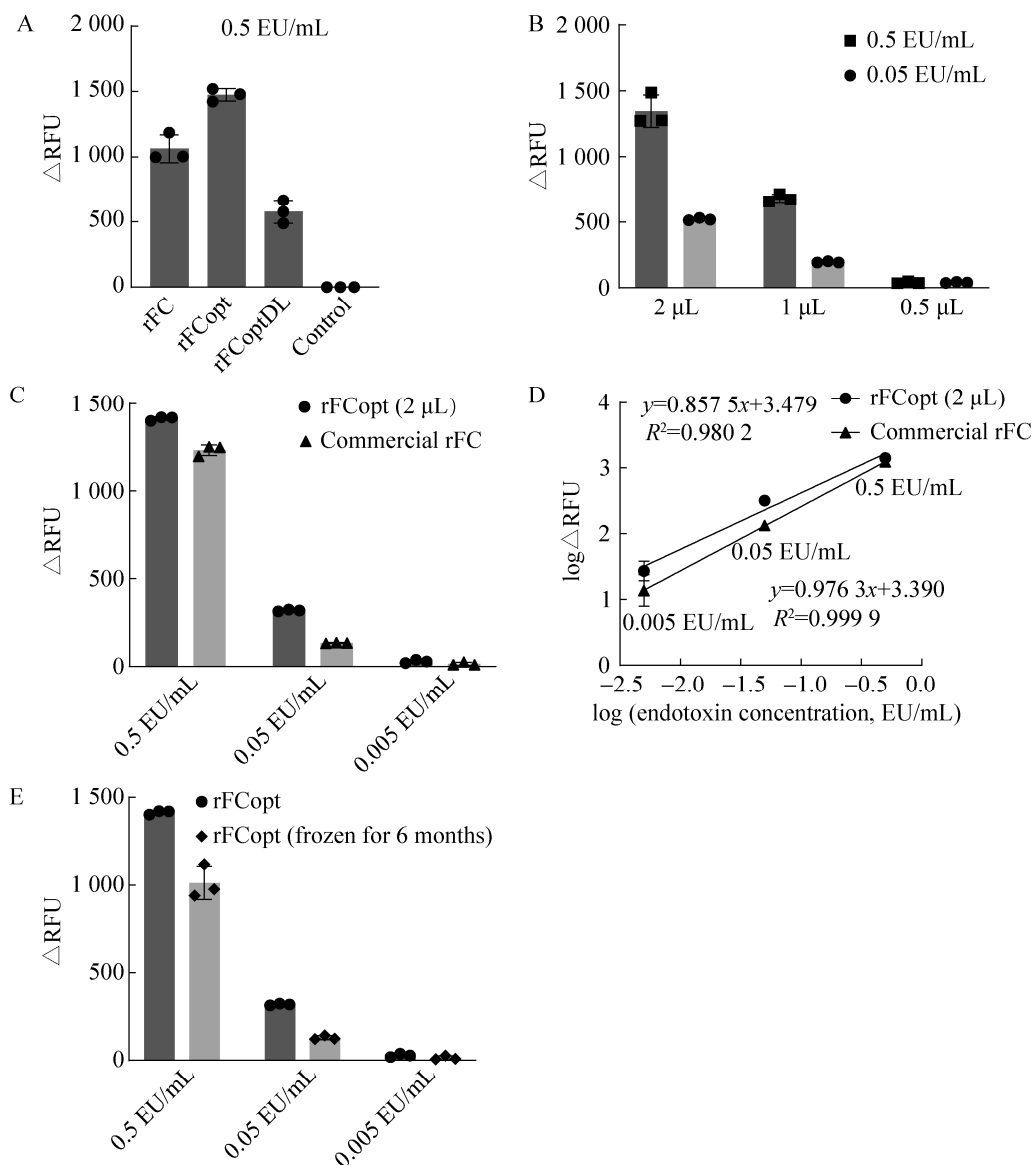 A
0.5 EU/mL
△RFU
2 000
1 500
1 000
500
0
rFC
rFCopt
rFCoptDL
Control
B
△RFU
2 000
1 500
1 000
500
0
0.5 EU/mL
0.05 EU/mL
2 μL
1 μL
0.5 μL
C
△RFU
1 500
1 000
500
0
rFCopt (2 μL)
Commercial rFC
0.5 EU/mL
0.05 EU/mL
0.005 EU/mL
D
log△RFU
4
3
2
1
0
y=0.857 5x+3.479
R²=0.980 2
rFCopt (2 μL)
Commercial rFC
0.5 EU/mL
0.05 EU/mL
y=0.976 3x+3.390
R²=0.999 9
0.005 EU/mL
−2.5 −2.0 −1.5 −1.0 −0.5 0.0
log (endotoxin concentration, EU/mL)
E
△RFU
1 500
1 000
500
0
rFCopt
rFCopt (frozen for 6 months)
0.5 EU/mL
0.05 EU/mL
0.005 EU/mL